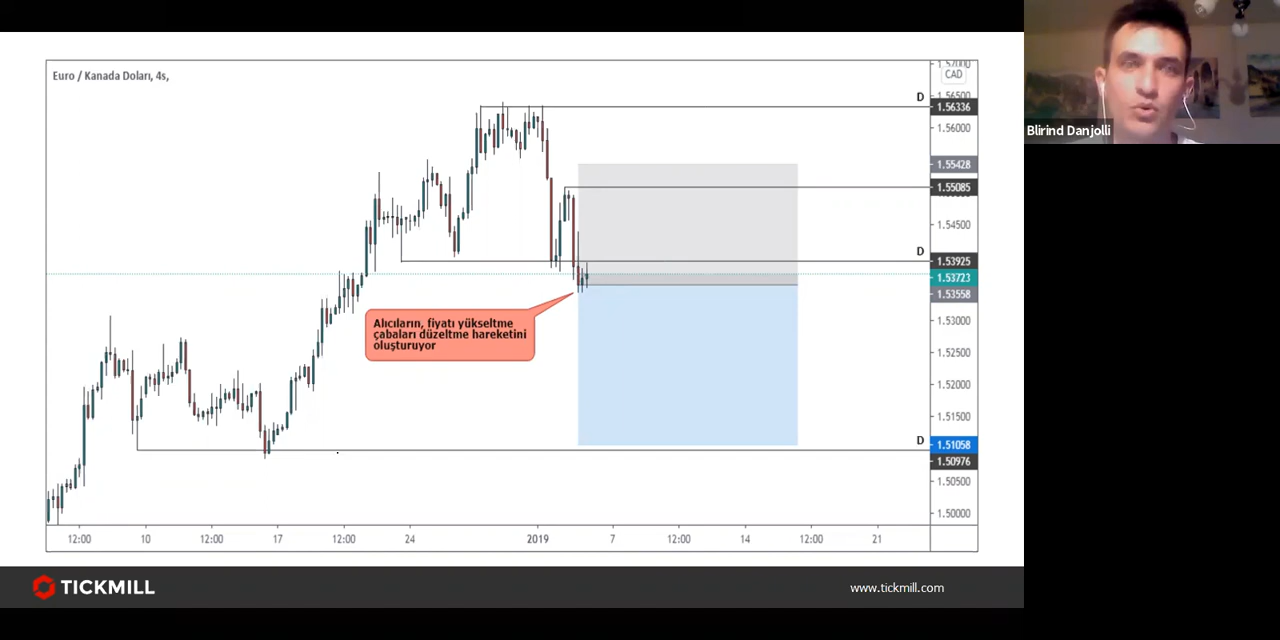 Euro / Kanada Doları, 4s,
1.57000
CAD
1.56500
D
1.56336
1.56000
1.55428
1.55085
1.54500
D
1.53925
1.53723
1.53558
1.53000
1.52500
1.52000
1.51500
D
1.51058
1.50976
1.50500
1.50000
Alıcıların, fiyatı yükseltme
çabaları düzeltme hareketini
oluşturuyor
12:00 10 12:00 17 12:00 24 2019 7 12:00 14 12:00 21
TICKMILL
www.tickmill.com
Blirind Danjolli